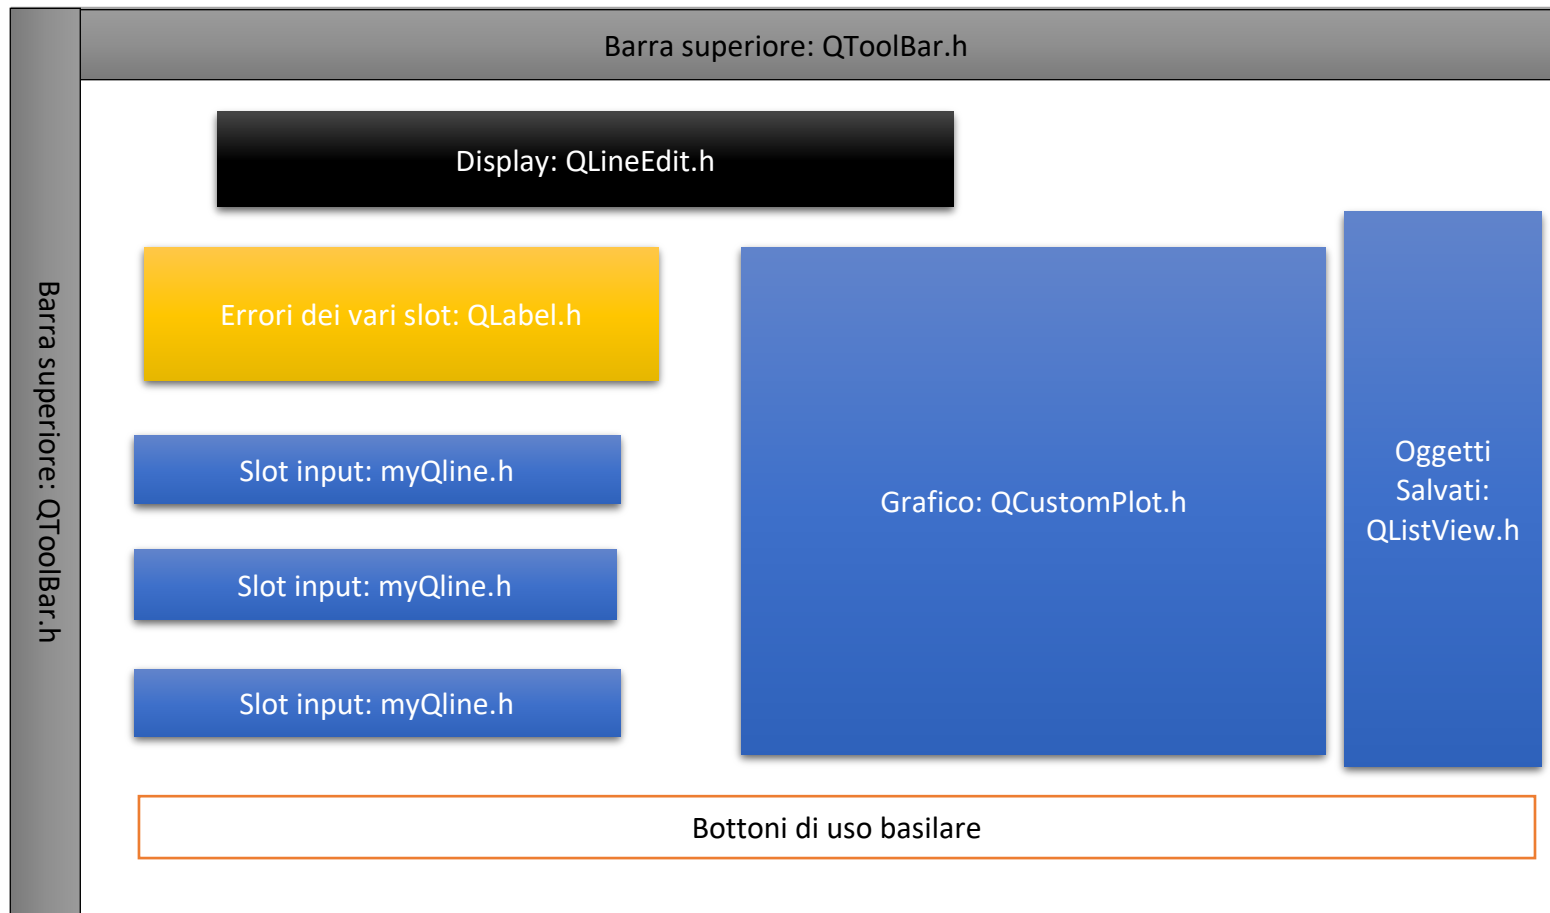 Barra superiore: QToolBar.h
Barra superiore: QToolBar.h
Display: QLineEdit.h
Errori dei vari slot: QLabel.h
Slot input: myQline.h
Slot input: myQline.h
Slot input: myQline.h
Grafico: QCustomPlot.h
Oggetti
Salvati:
QListView.h
Bottoni di uso basilare